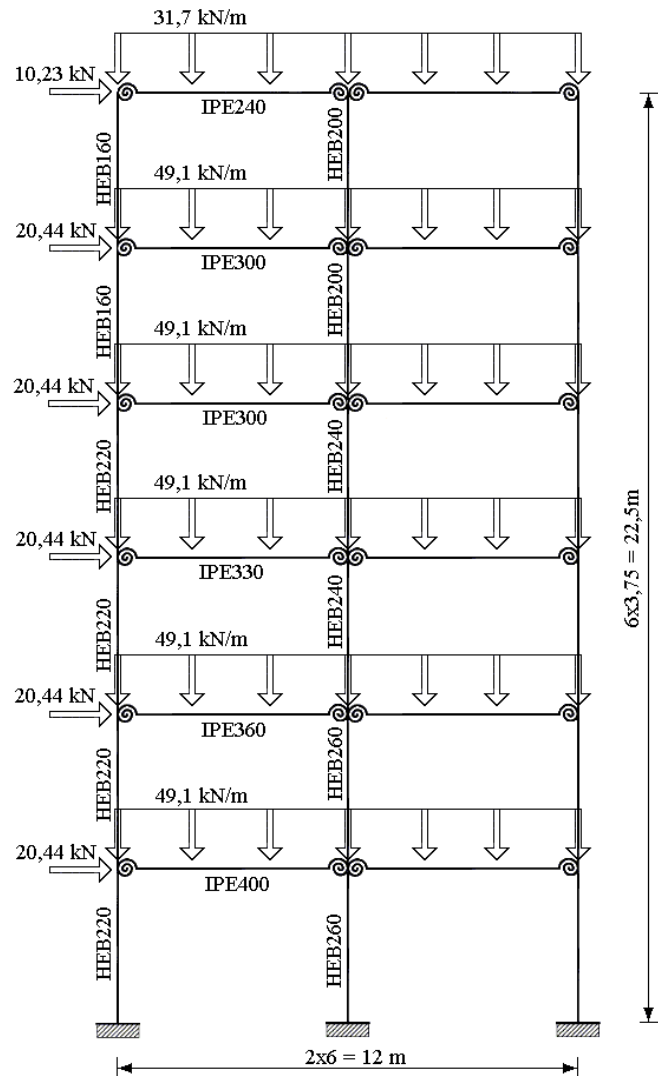 31,7 kN/m
10,23 kN
IPE240
HEB160
HEB200
49,1 kN/m
20,44 kN
IPE300
HEB160
HEB200
49,1 kN/m
20,44 kN
IPE300
HEB220
HEB240
49,1 kN/m
20,44 kN
IPE330
HEB220
HEB240
49,1 kN/m
20,44 kN
IPE360
HEB220
HEB260
49,1 kN/m
20,44 kN
IPE400
HEB220
HEB260
6x3,75 = 22,5m
2x6 = 12 m